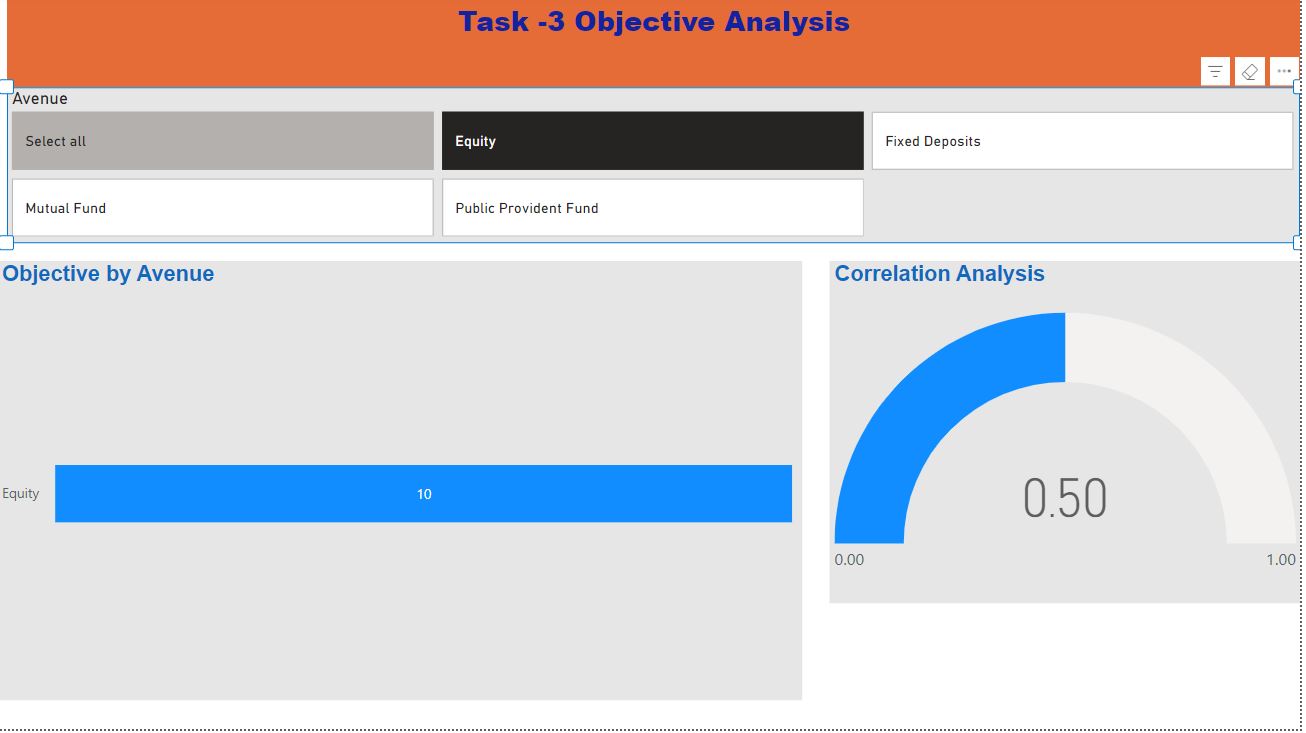 Task -3 Objective Analysis
Avenue
Select all
Equity
Fixed Deposits
Mutual Fund
Public Provident Fund
Objective by Avenue
Equity
10
Correlation Analysis
0.50
0.00
1.00